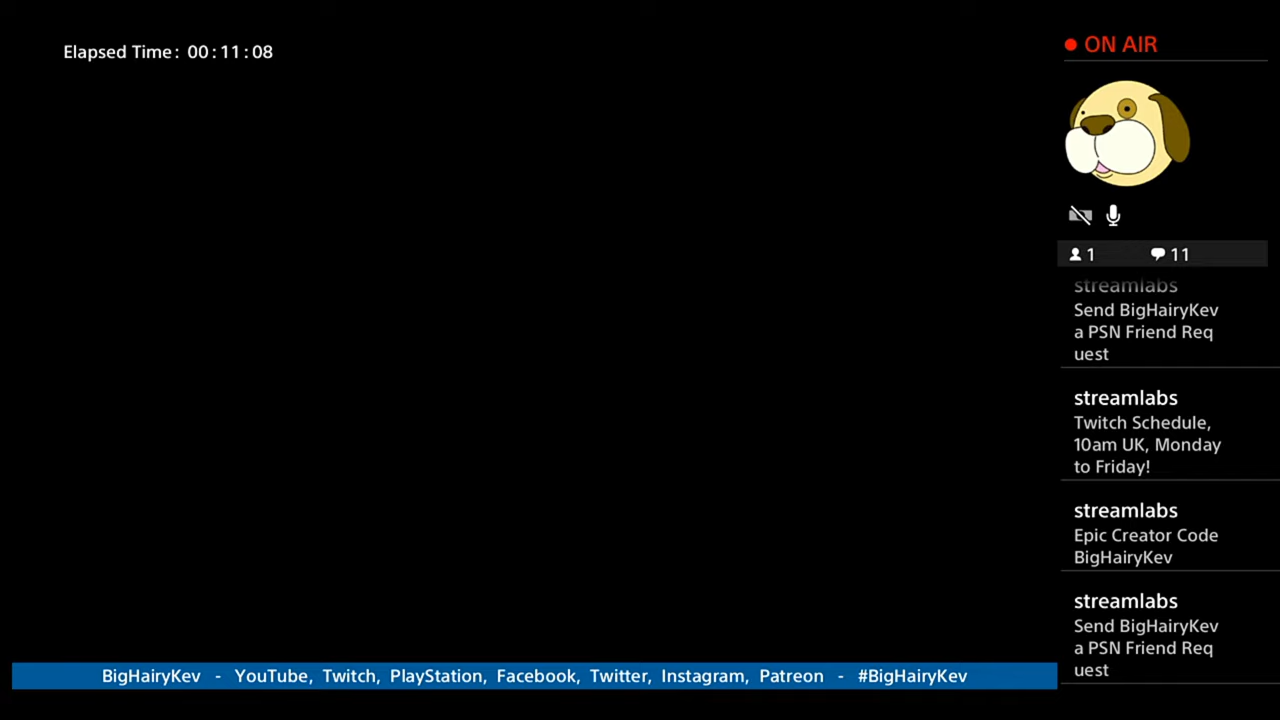 Elapsed Time: 00:11:08
ON AIR
1 11
streamlabs
Send BigHairyKev
a PSN Friend Req
uest
streamlabs
Twitch Schedule,
10am UK, Monday
to Friday!
streamlabs
Epic Creator Code
BigHairyKev
streamlabs
Send BigHairyKev
a PSN Friend Req
uest
BigHairyKev - YouTube, Twitch, PlayStation, Facebook, Twitter, Instagram, Patreon - #BigHairyKev